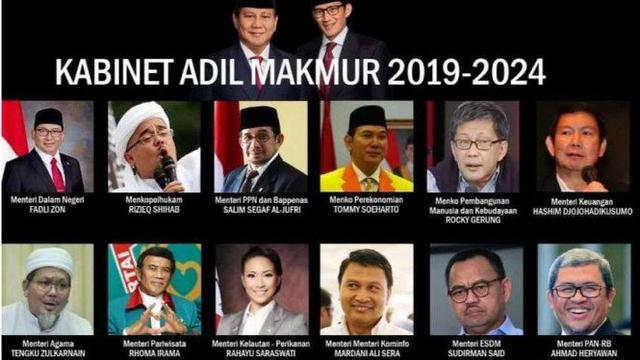 KABINET ADIL MAKMUR 2019-2024
Menteri Dalam Negeri
FADLI ZON
Menkopolhukam
RIZIEQ SHIHAB
Menteri PPN dan Bappenas
SALIM SEGAF AL-JUFRI
Menko Perekonomian
TOMMY SOEHARTO
Menko Pembangunan
Manusia dan Kebudayaan
ROCKY GERUNG
Menteri Keuangan
HASHIM DJOJOHADIKUSUMO
Menteri Agama
TENGKU ZULKARNAIN
Menteri Pariwisata
RHOMA IRAMA
Menteri Kelautan - Perikanan
RAHAYU SARASWATI
Menteri Menteri Kominfo
MARDANI ALI SERA
Menteri ESDM
SUDIRMAN SAID
Menteri PAN-RB
AHMAD HERYAWAN